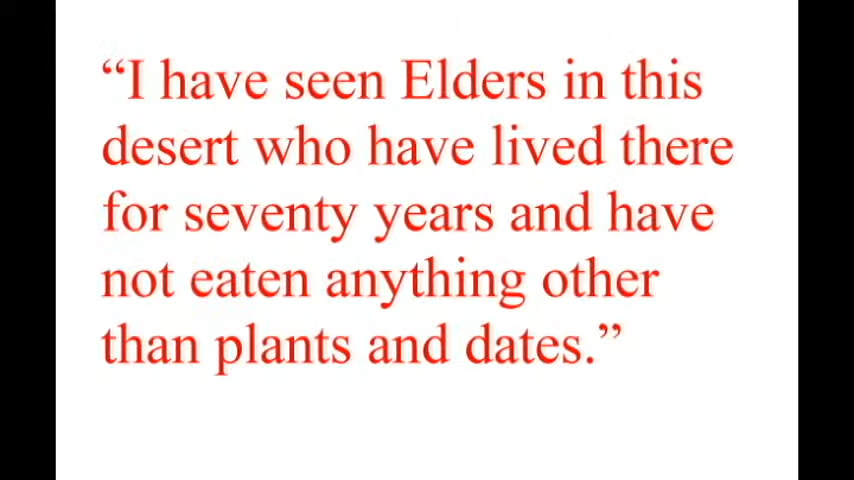 “I have seen Elders in this
desert who have lived there
for seventy years and have
not eaten anything other
than plants and dates.”